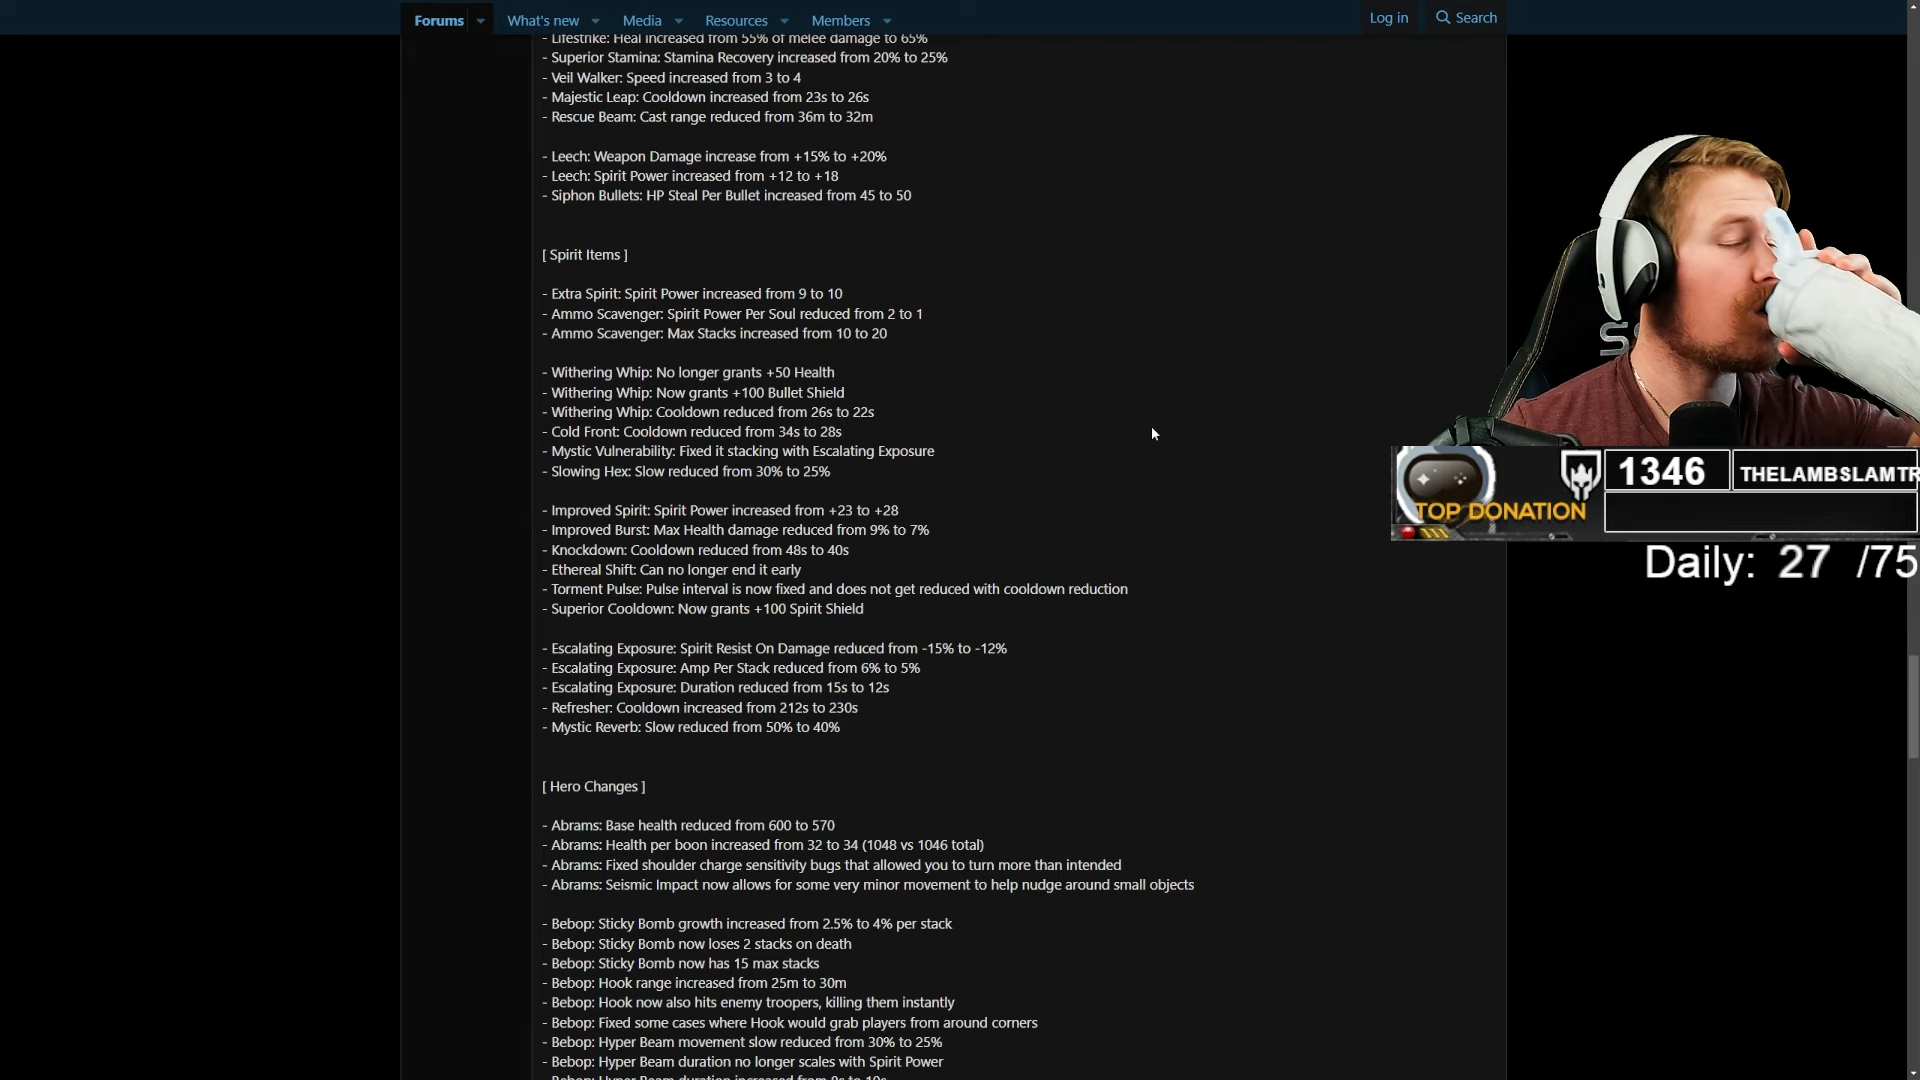 Forums
What's new
Media
Resources
Members
Log in
Search
- Lifestrike: Heal increased from 55% of melee damage to 65%
- Superior Stamina: Stamina Recovery increased from 20% to 25%
- Veil Walker: Speed increased from 3 to 4
- Majestic Leap: Cooldown increased from 23s to 26s
- Rescue Beam: Cast range reduced from 36m to 32m
- Leech: Weapon Damage increase from +15% to +20%
- Leech: Spirit Power increased from +12 to +18
- Siphon Bullets: HP Steal Per Bullet increased from 45 to 50
[ Spirit Items ]
- Extra Spirit: Spirit Power increased from 9 to 10
- Ammo Scavenger: Spirit Power Per Soul reduced from 2 to 1
- Ammo Scavenger: Max Stacks increased from 10 to 20
- Withering Whip: No longer grants +50 Health
- Withering Whip: Now grants +100 Bullet Shield
- Withering Whip: Cooldown reduced from 26s to 22s
- Cold Front: Cooldown reduced from 34s to 28s
- Mystic Vulnerability: Fixed it stacking with Escalating Exposure
- Slowing Hex: Slow reduced from 30% to 25%
- Improved Spirit: Spirit Power increased from +23 to +28
- Improved Burst: Max Health damage reduced from 9% to 7%
- Knockdown: Cooldown reduced from 48s to 40s
- Ethereal Shift: Can no longer end it early
- Torment Pulse: Pulse interval is now fixed and does not get reduced with cooldown reduction
- Superior Cooldown: Now grants +100 Spirit Shield
- Escalating Exposure: Spirit Resist On Damage reduced from -15% to -12%
- Escalating Exposure: Amp Per Stack reduced from 6% to 5%
- Escalating Exposure: Duration reduced from 15s to 12s
- Refresher: Cooldown increased from 212s to 230s
- Mystic Reverb: Slow reduced from 50% to 40%
[ Hero Changes ]
- Abrams: Base health reduced from 600 to 570
- Abrams: Health per boon increased from 32 to 34 (1048 vs 1046 total)
- Abrams: Fixed shoulder charge sensitivity bugs that allowed you to turn more than intended
- Abrams: Seismic Impact now allows for some very minor movement to help nudge around small objects
- Bebop: Sticky Bomb growth increased from 2.5% to 4% per stack
- Bebop: Sticky Bomb now loses 2 stacks on death
- Bebop: Sticky Bomb now has 15 max stacks
- Bebop: Hook range increased from 25m to 30m
- Bebop: Hook now also hits enemy troopers, killing them instantly
- Bebop: Fixed some cases where Hook would grab players from around corners
- Bebop: Hyper Beam movement slow reduced from 30% to 25%
- Bebop: Hyper Beam duration no longer scales with Spirit Power
TOP DONATION
1346
THELAMBSLAMTR
Daily: 27 /75